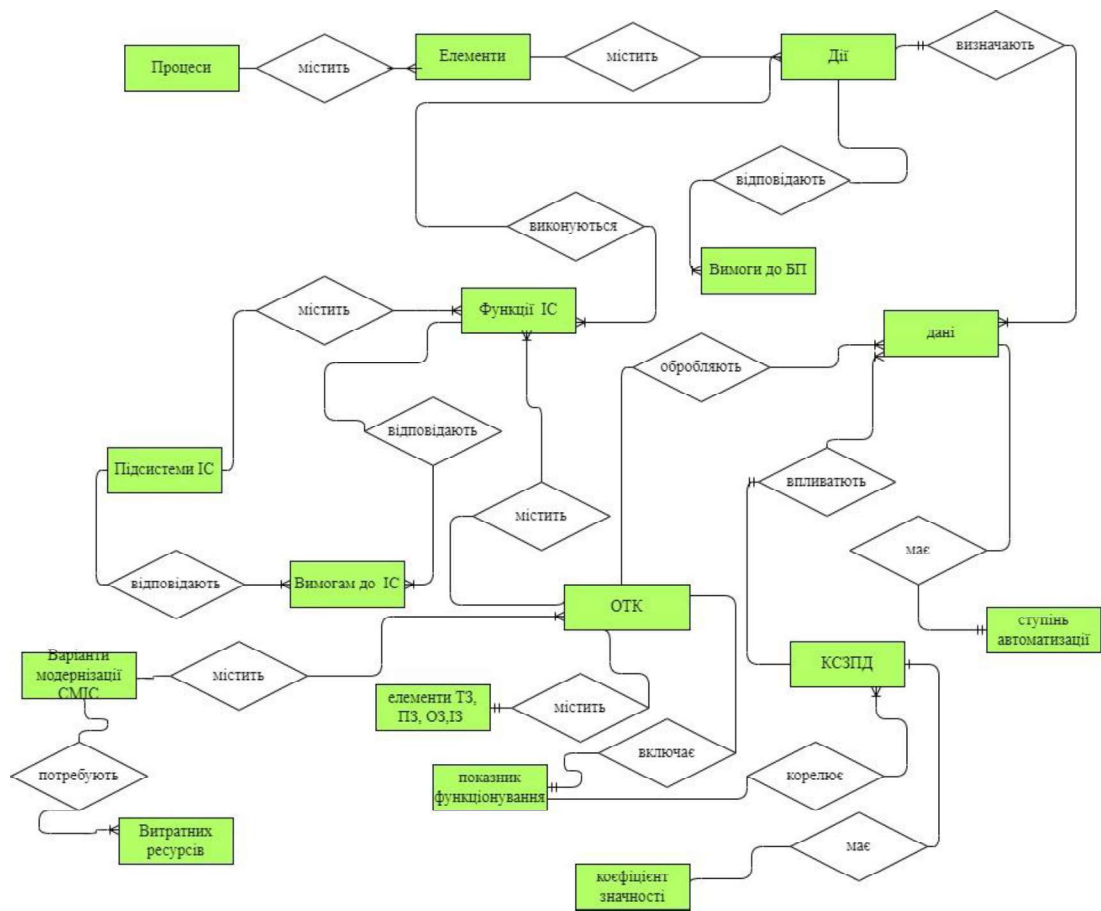 Процеси
містить
Елементи
містить
Дії
визначають
відповідають
виконуються
Вимоги до БП
містить
Функції ІС
дані
обробляють
відповідають
Підсистеми ІС
впливатють
містить
має
відповідають
Вимогам до ІС
ОТК
ступінь
автоматизації
Варіанти
модернізації
СМІС
містить
КСЗПД
елементи ТЗ,
ПЗ, ОЗ,ІЗ
містить
включає
потребують
показник
функціонування
корелює
Витратних
ресурсів
має
коєфіцієнт
значності